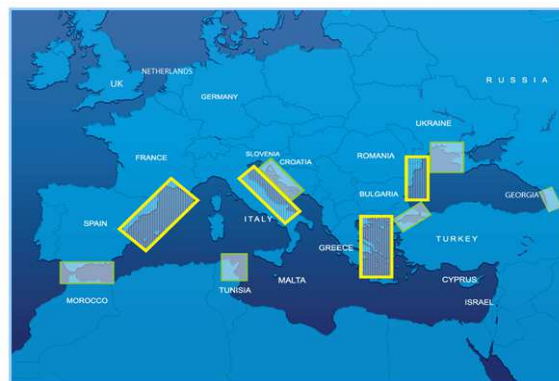 RUSSIA
NETHERLANDS
UK
GERMANY
UKRAINE
FRANCE
SLOVENIA
CROATIA
ROMANIA
BULGARIA
GEORGIA
SPAIN
ITALY
GREECE
TURKEY
MOROCCO
TUNISIA
MALTA
CYPRUS
ISRAEL